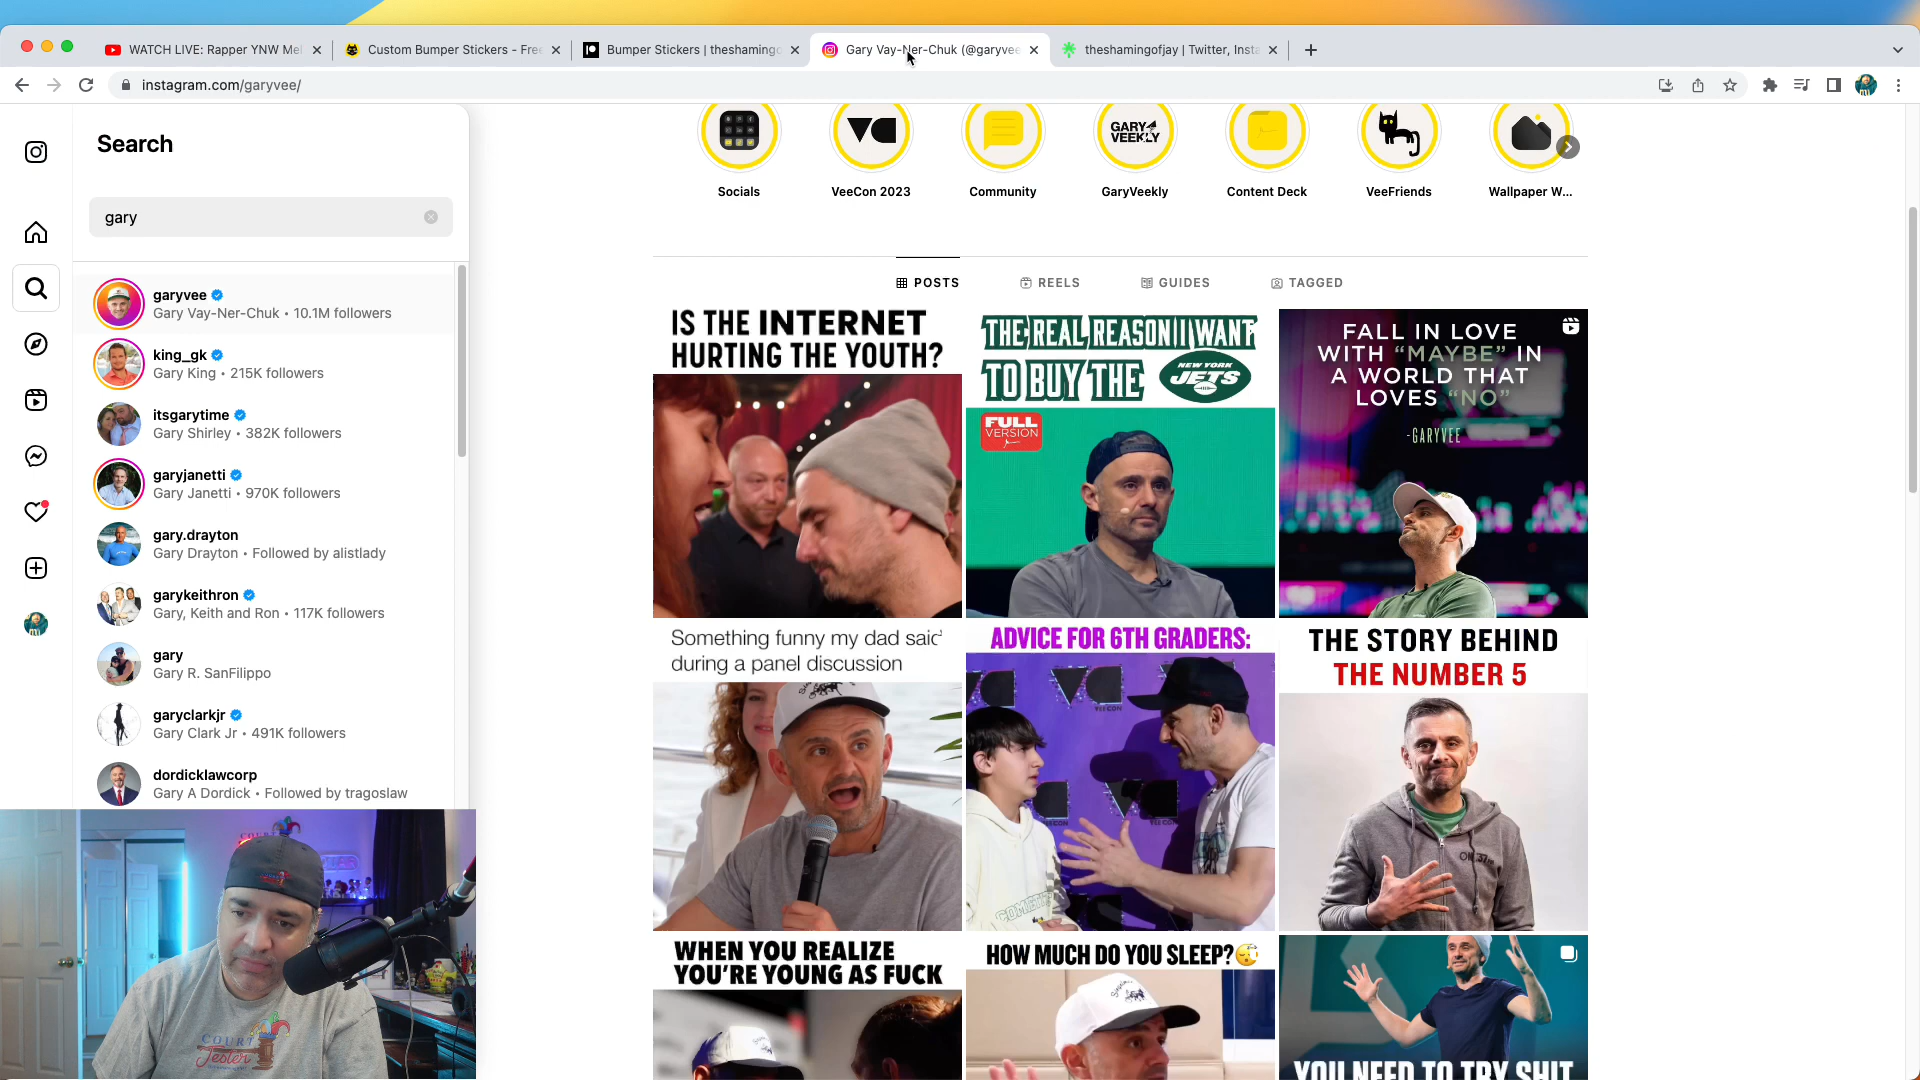 WATCH LIVE: Rapper YNW Mel
Custom Bumper Stickers - Free
Bumper Stickers | theshamingo
Gary Vay-Ner-Chuk (@garyvee
theshamingofjay | Twitter, Insta
instagram.com/garyvee/
Search
gary
garyvee
Gary Vay-Ner-Chuk • 10.1M followers
king_gk
Gary King • 215K followers
itsgarytime
Gary Shirley • 382K followers
garyjanetti
Gary Janetti • 970K followers
gary.drayton
Gary Drayton • Followed by alistlady
garykeithron
Gary, Keith and Ron • 117K followers
gary
Gary R. SanFilippo
garyclarkjr
Gary Clark Jr • 491K followers
dordicklawcorp
Gary A Dordick • Followed by tragoslaw
GARY
VEEKLY
Socials
VeeCon 2023
Community
GaryVeekly
Content Deck
VeeFriends
Wallpaper W...
POSTS
REELS
GUIDES
TAGGED
IS THE INTERNET
HURTING THE YOUTH?
THE REAL REASON I WANT
TO BUY THE
NEW YORK
JETS
FULL
VERSION
FALL IN LOVE
WITH "MAYBE" IN
A WORLD THAT
LOVES "NO"
-GARYVEE
Something funny my dad said
during a panel discussion
ADVICE FOR 6TH GRADERS:
VEECON
VEECON
THE STORY BEHIND
THE NUMBER 5
WHEN YOU REALIZE
YOU'RE YOUNG AS FUCK
HOW MUCH DO YOU SLEEP?
YOU NEED TO TRY SHIT
COURT
Jester